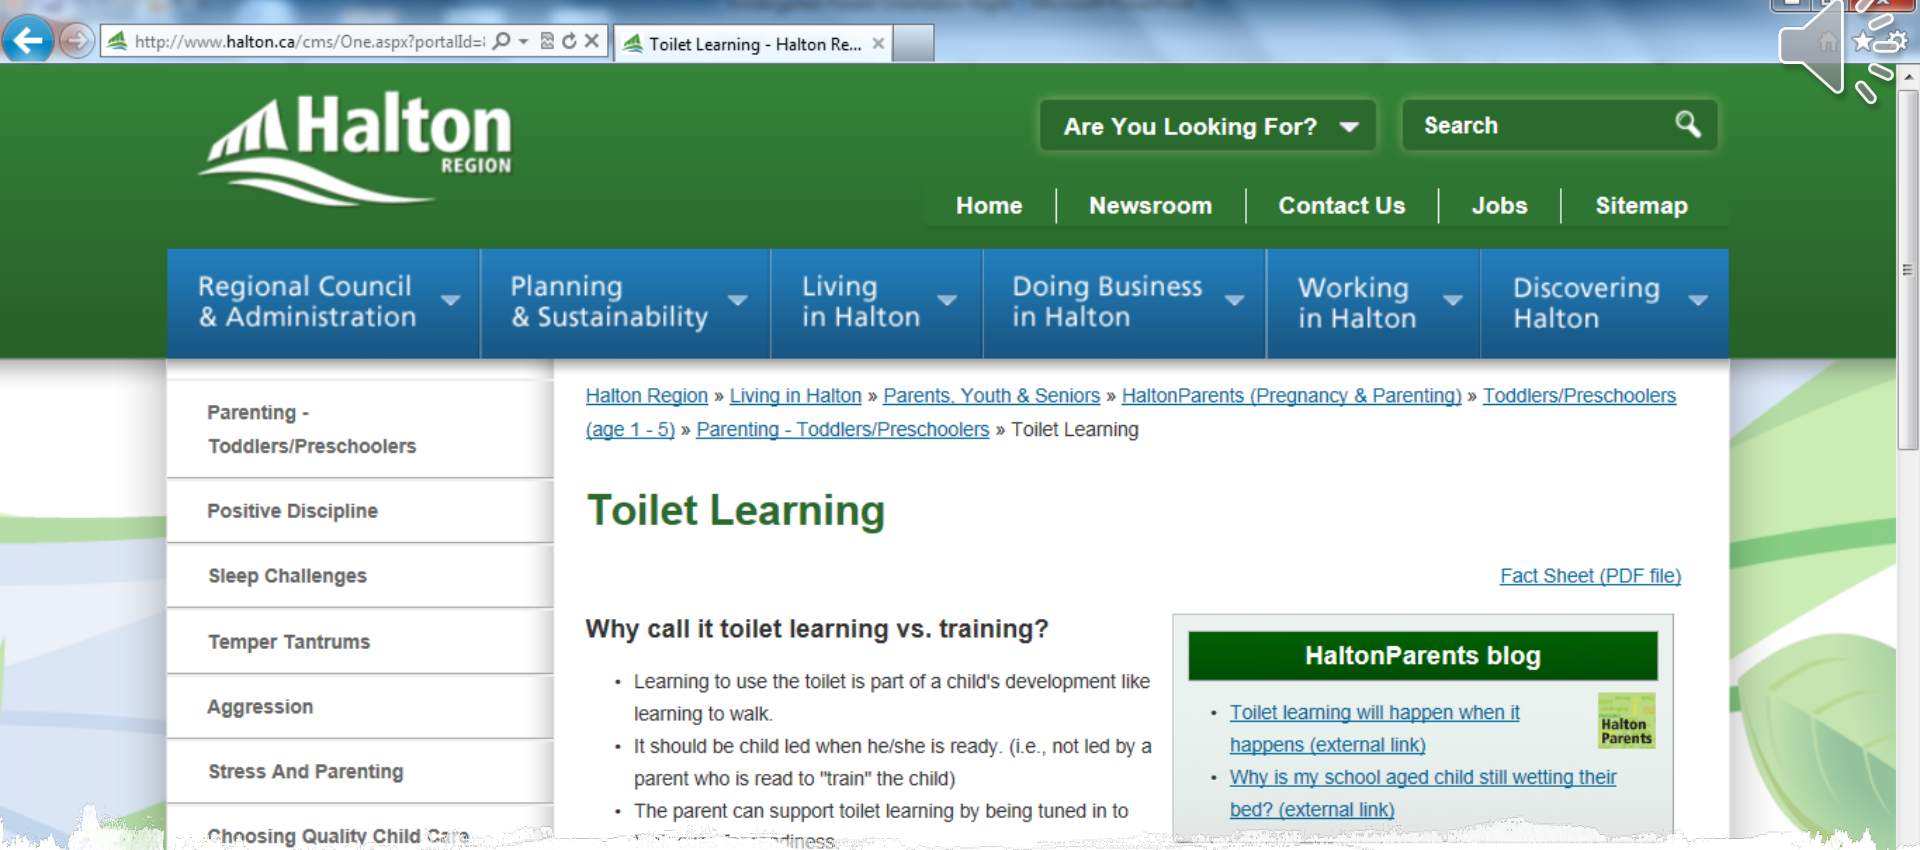 http://www.halton.ca/cms/One.aspx?portalId=
Toilet Learning - Halton Re...
Halton
REGION
Are You Looking For?
Search
Home
Newsroom
Contact Us
Jobs
Sitemap
Regional Council
& Administration
Planning
& Sustainability
Living
in Halton
Doing Business
in Halton
Working
in Halton
Discovering
Halton
Parenting -
Toddlers/Preschoolers
Positive Discipline
Sleep Challenges
Temper Tantrums
Aggression
Stress And Parenting
Choosing Quality Child Care
Halton Region » Living in Halton » Parents, Youth & Seniors » HaltonParents (Pregnancy & Parenting) » Toddlers/Preschoolers
(age 1 - 5) » Parenting - Toddlers/Preschoolers » Toilet Learning
Toilet Learning
Fact Sheet (PDF file)
Why call it toilet learning vs. training?
• Learning to use the toilet is part of a child's development like
learning to walk.
• It should be child led when he/she is ready. (i.e., not led by a
parent who is read to "train" the child)
• The parent can support toilet learning by being tuned in to
HaltonParents blog
• Toilet learning will happen when it
happens (external link)
• Why is my school aged child still wetting their
bed? (external link)
Halton
Parents